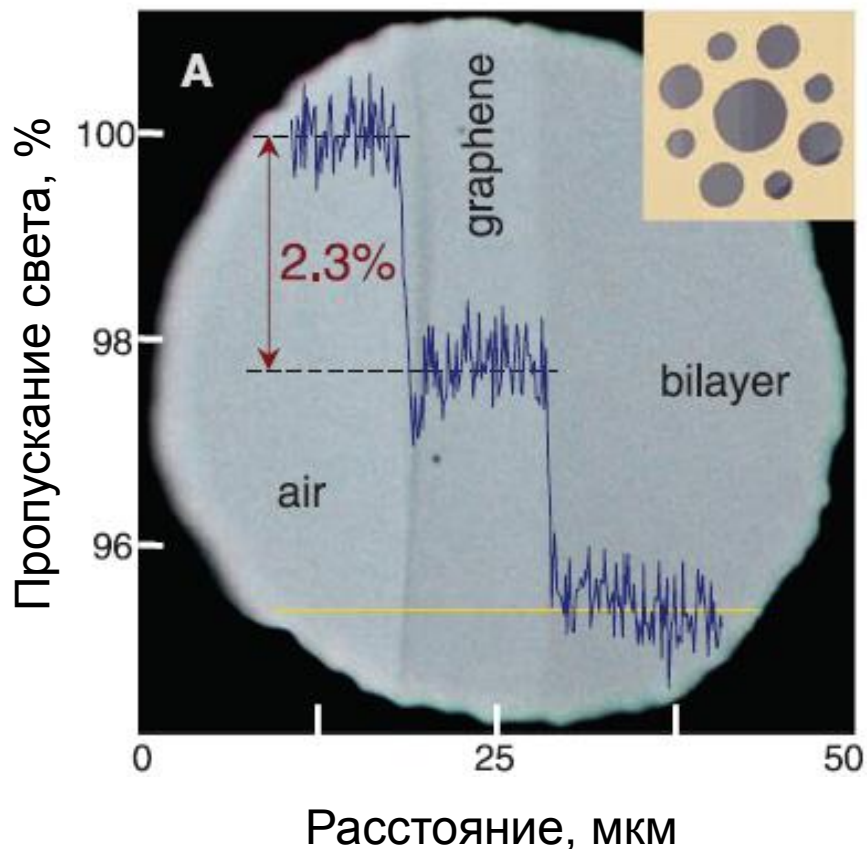 A
Пропускание света, %
100
98
96
2.3%
graphene
bilayer
air
0
25
50
Расстояние, мкм